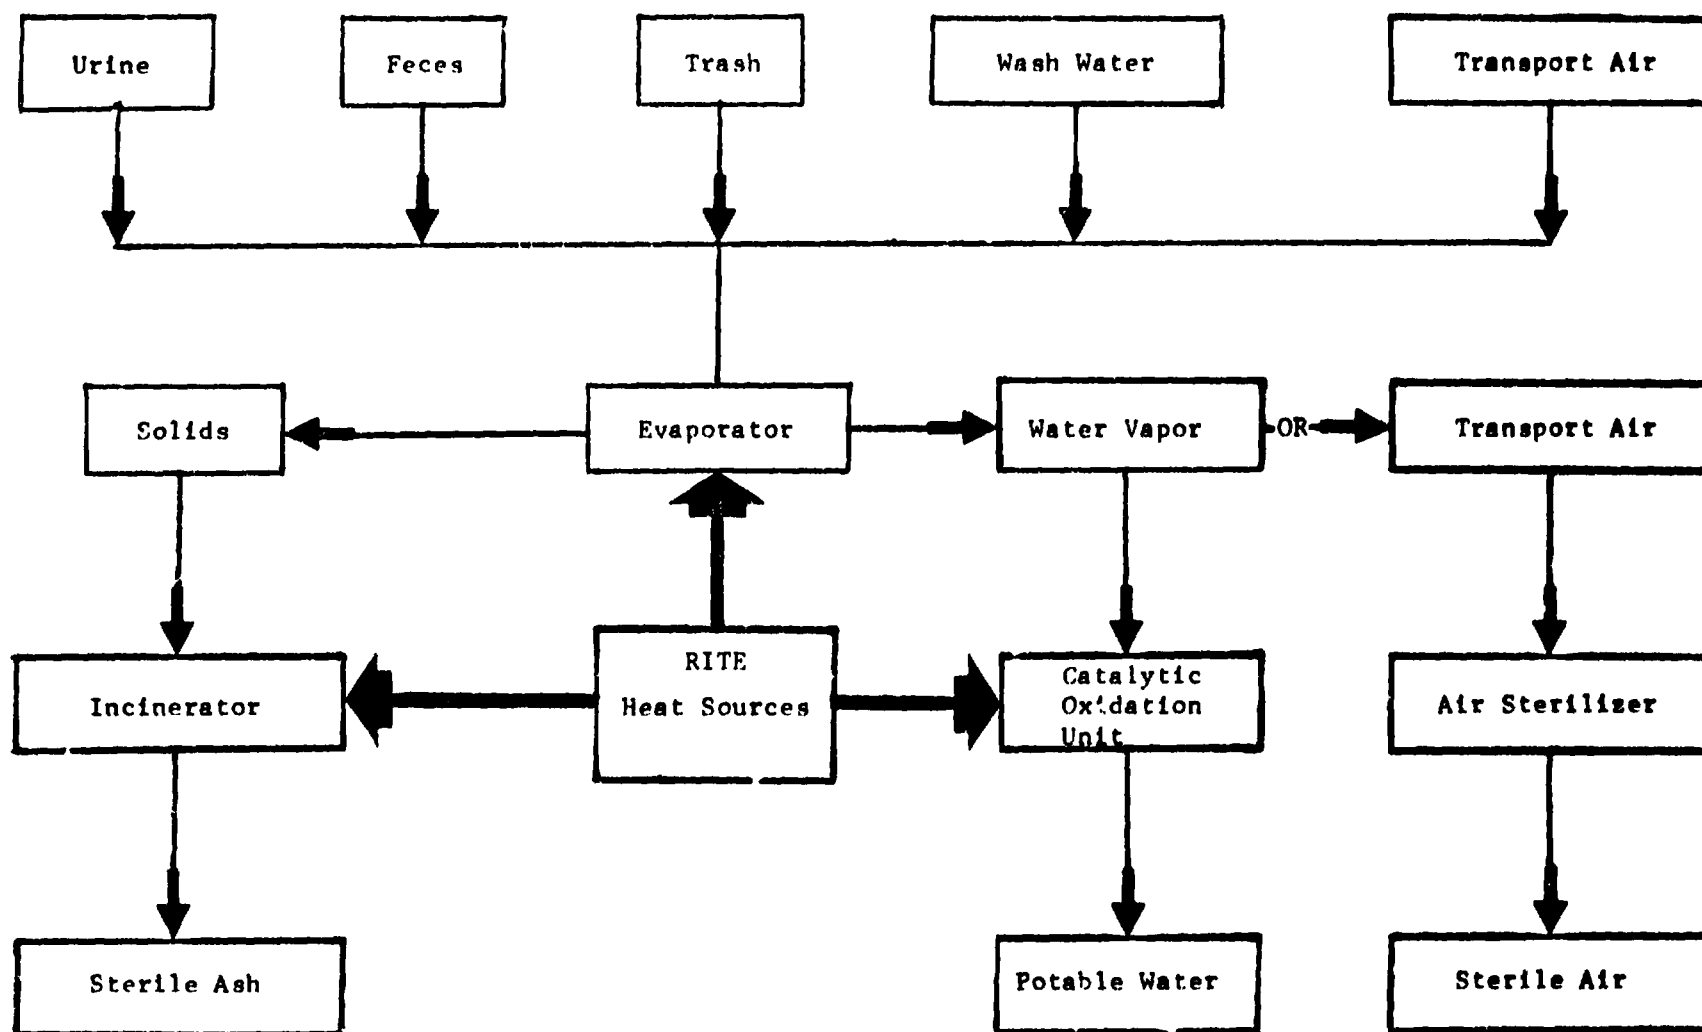 Urine
Feces
Trash
Wash Water
Transport Air
Solids
Evaporator
Water Vapor
OR
Transport Air
RITE
Heat Sources
Incinerator
Catalytic
Oxidation
Unit
Air Sterilizer
Sterile Ash
Potable Water
Sterile Air